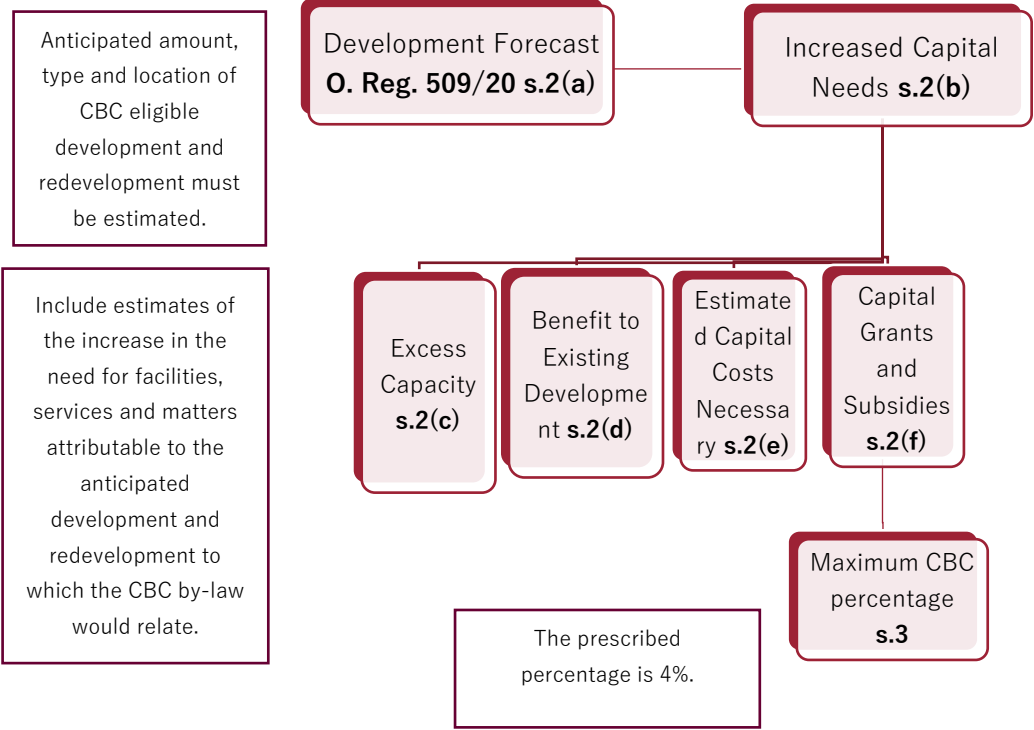 Anticipated amount,
type and location of
CBC eligible
development and
redevelopment must
be estimated.
Development Forecast
O. Reg. 509/20 s.2(a)
Increased Capital
Needs s.2(b)
Include estimates of
the increase in the
need for facilities,
services and matters
attributable to the
anticipated
development and
redevelopment to
which the CBC by-law
would relate.
Excess
Capacity
s.2(c)
Benefit to
Existing
Developme
nt s.2(d)
Estimate
d Capital
Costs
Necessa
ry s.2(e)
Capital
Grants
and
Subsidies
s.2(f)
Maximum CBC
percentage
s.3
The prescribed
percentage is 4%.